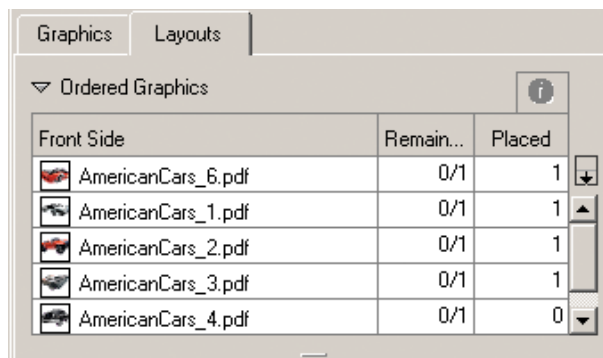 Graphics Layouts
Ordered Graphics
Front Side Remain... Placed
AmericanCars_6.pdf 0/1 1
AmericanCars_1.pdf 0/1 1
AmericanCars_2.pdf 0/1 1
AmericanCars_3.pdf 0/1 1
AmericanCars_4.pdf 0/1 0